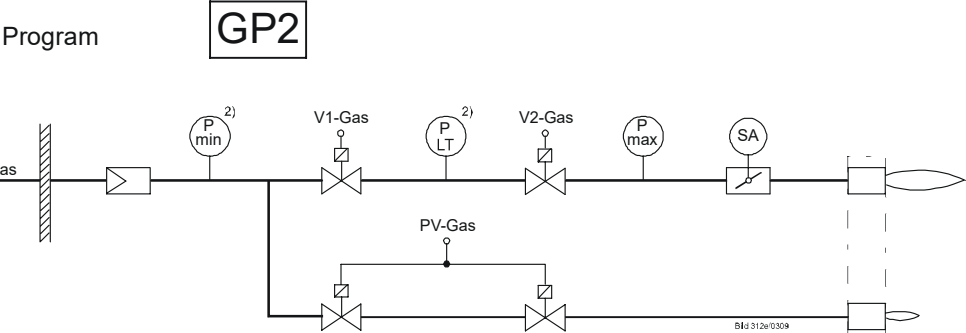 Program
GP2
P min 2)
V1-Gas
P LT 2)
V2-Gas
P max
SA
as
PV-Gas
Bild 312e/0309